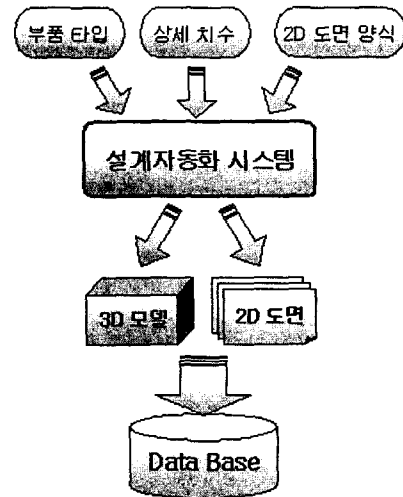 부품 타입 상세 치수 2D 도면 양식
설계자동화 시스템
3D 모델 2D 도면
Data Base